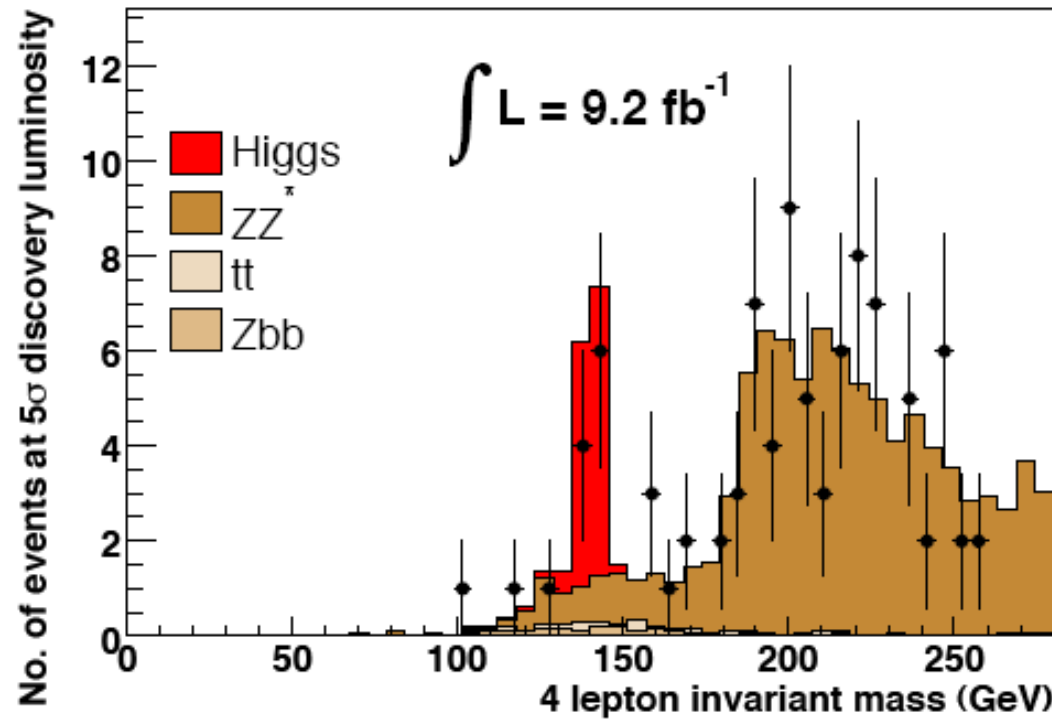 No. of events at 5σ discovery luminosity
12
10
8
6
4
2
0
∫ L = 9.2 fb⁻¹
Higgs
ZZ*
tt
Zbb
0 50 100 150 200 250
4 lepton invariant mass (GeV)